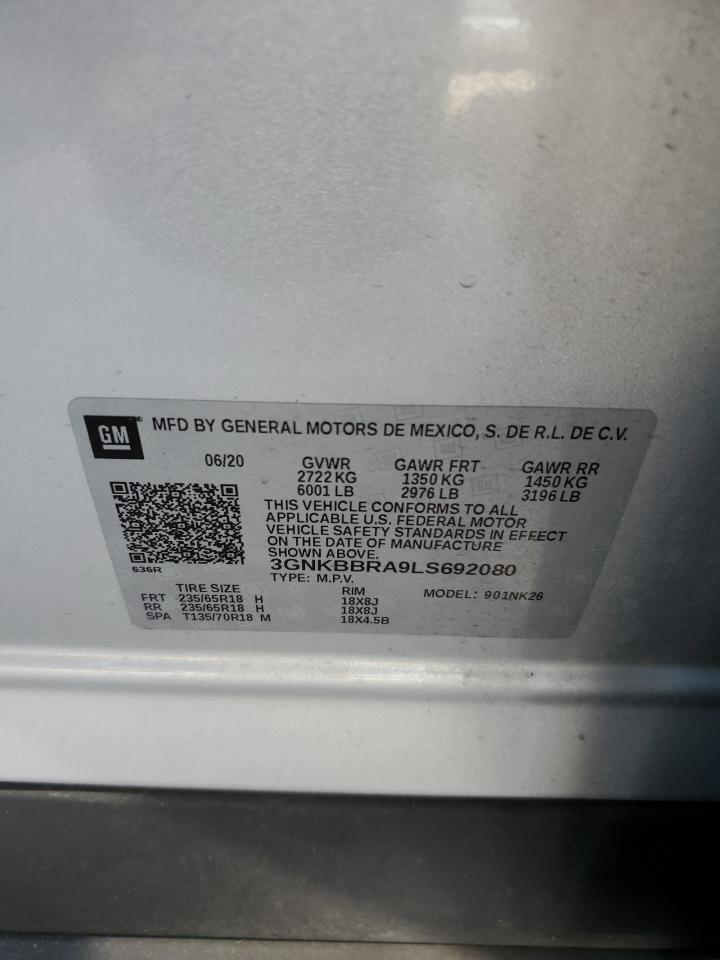 GM ® MFD BY GENERAL MOTORS DE MEXICO, S. DE R.L. DE C.V.
06/20 GVWR GAWR FRT GAWR RR
2722 KG 1350 KG 1450 KG
6001 LB 2976 LB 3196 LB
THIS VEHICLE CONFORMS TO ALL
APPLICABLE U.S. FEDERAL MOTOR
VEHICLE SAFETY STANDARDS IN EFFECT
ON THE DATE OF MANUFACTURE
SHOWN ABOVE.
636R 3GNKBBRA9LS692080
TYPE: M.P.V. MODEL: 901NK26
TIRE SIZE RIM
FRT 235/65R18 H 18X8J
RR 235/65R18 H 18X8J
SPA T135/70R18 M 18X4.5B